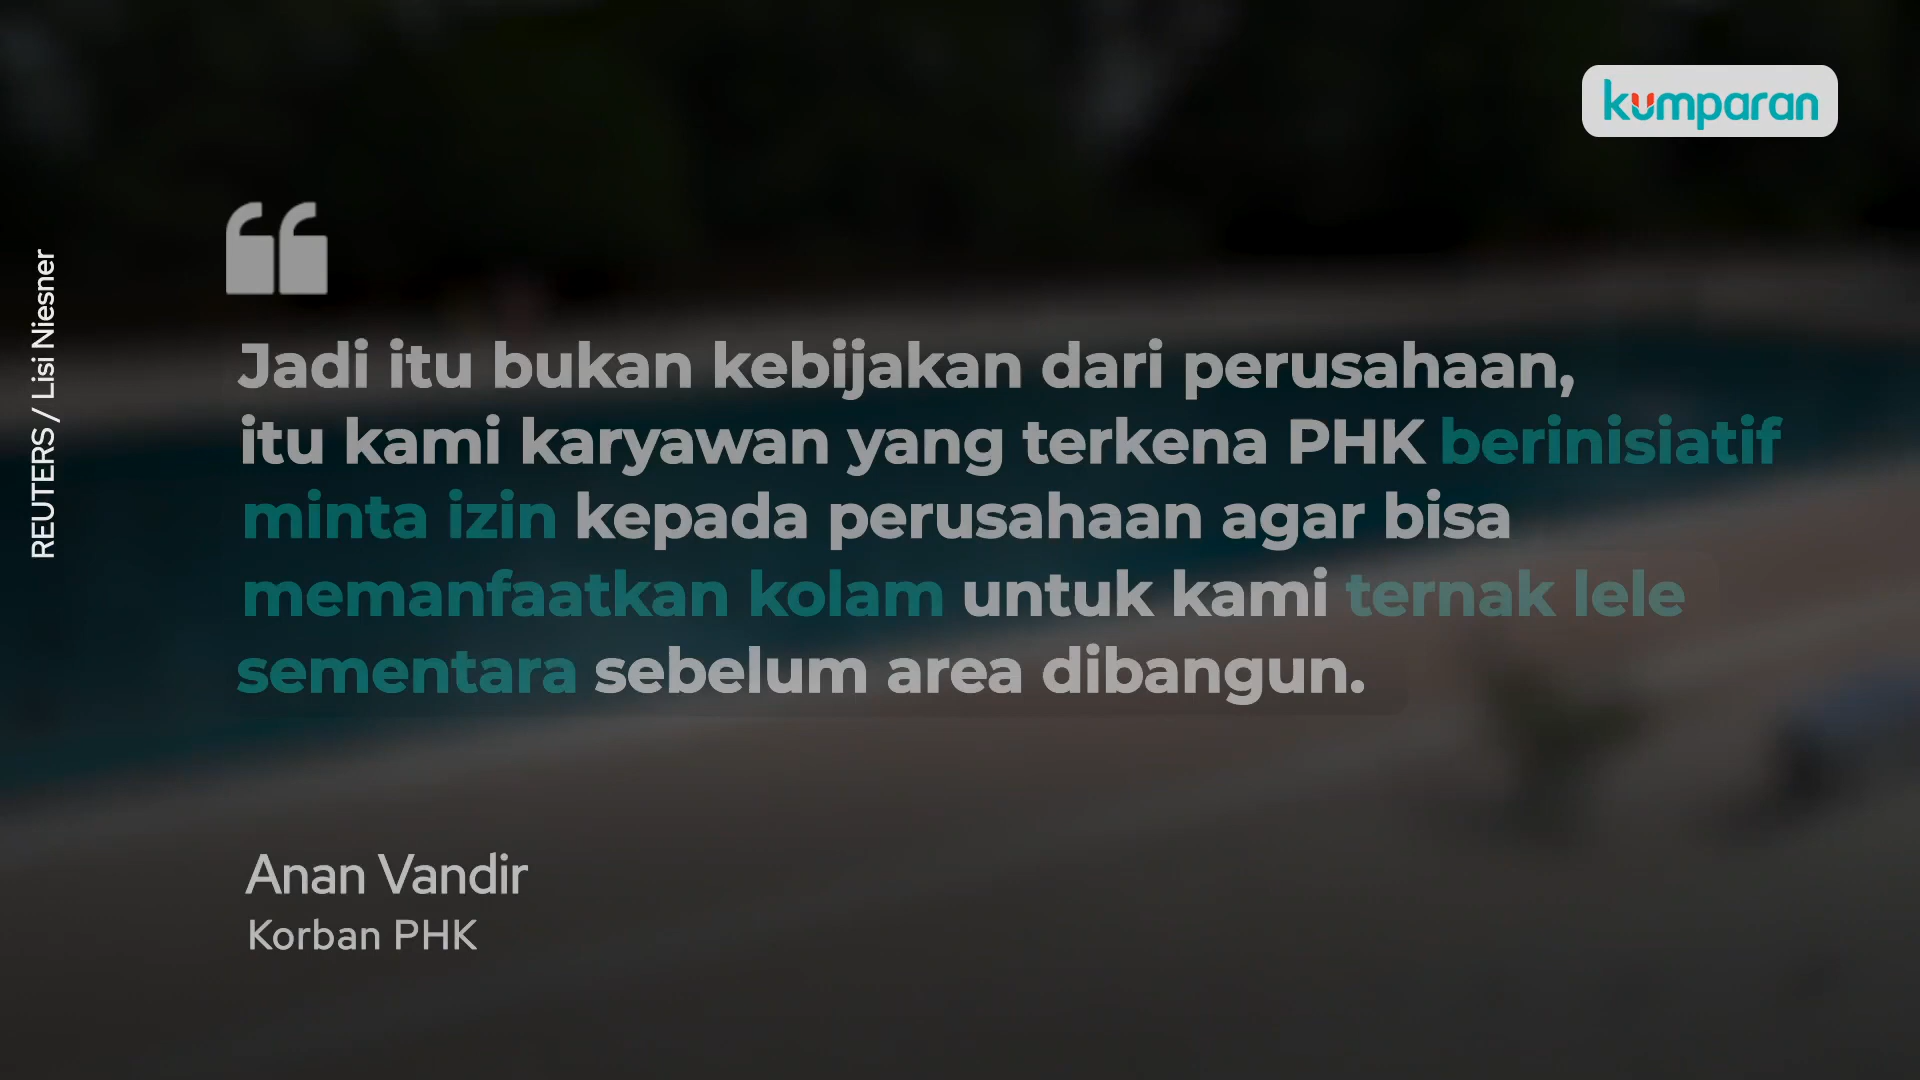 kumparan
REUTERS / Lisi Niesner
Jadi itu bukan kebijakan dari perusahaan,
itu kami karyawan yang terkena PHK berinisiatif
minta izin kepada perusahaan agar bisa
memanfaatkan kolam untuk kami ternak lele
sementara sebelum area dibangun.
Anan Vandir
Korban PHK